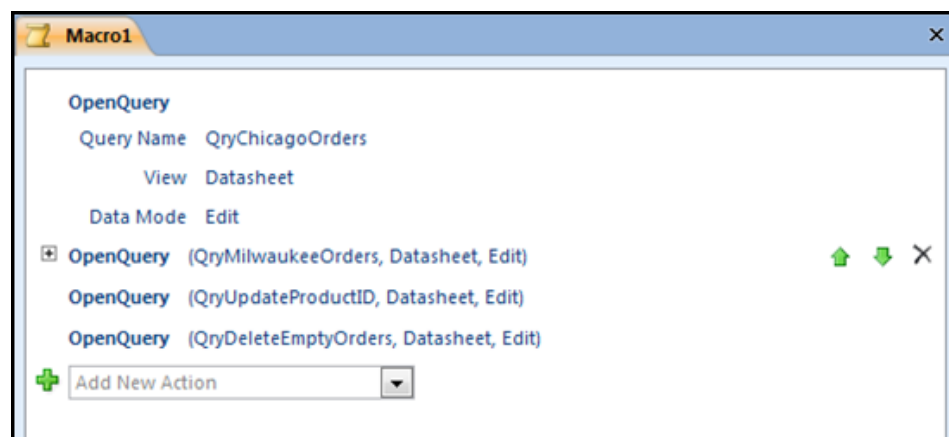 Macro1
OpenQuery
Query Name QryChicagoOrders
View Datasheet
Data Mode Edit
OpenQuery (QryMilwaukeeOrders, Datasheet, Edit)
OpenQuery (QryUpdateProductID, Datasheet, Edit)
OpenQuery (QryDeleteEmptyOrders, Datasheet, Edit)
Add New Action